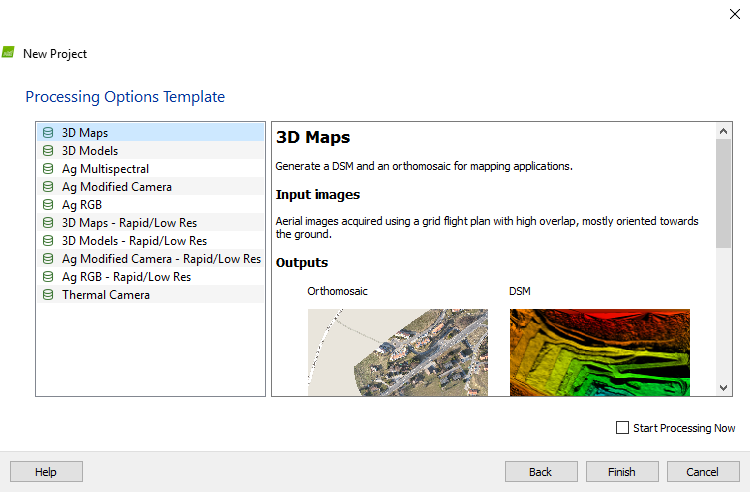 New Project
Processing Options Template
3D Maps
3D Models
Ag Multispectral
Ag Modified Camera
Ag RGB
3D Maps - Rapid/Low Res
3D Models - Rapid/Low Res
Ag Modified Camera - Rapid/Low Res
Ag RGB - Rapid/Low Res
Thermal Camera
3D Maps
Generate a DSM and an orthomosaic for mapping applications.
Input images
Aerial images acquired using a grid flight plan with high overlap, mostly oriented towards
the ground.
Outputs
Orthomosaic
DSM
Start Processing Now
Help
Back
Finish
Cancel